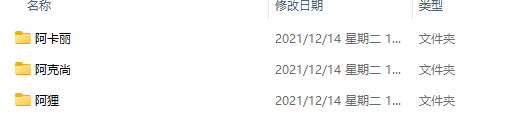 名称 修改日期 类型
阿卡丽 2021/12/14 星期二 1... 文件夹
阿克尚 2021/12/14 星期二 1... 文件夹
阿狸 2021/12/14 星期二 1... 文件夹